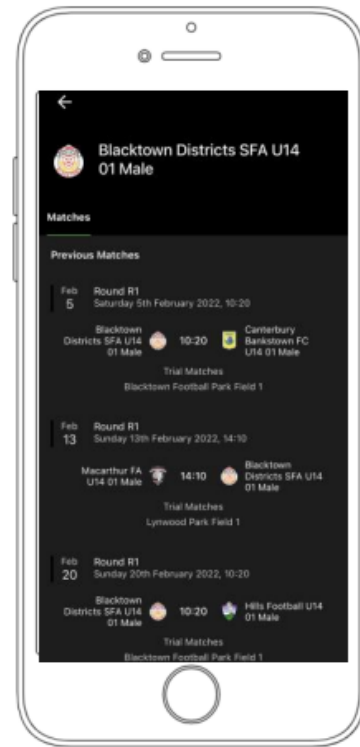 Blacktown Districts SFA U14
01 Male
Matches
Previous Matches
Feb
5
Round R1
Saturday 5th February 2022, 10:20
Blacktown
Districts SFA U14
01 Male
10:20
Canterbury
Bankstown FC
U14 01 Male
Trial Matches
Blacktown Football Park Field 1
Feb
13
Round R1
Sunday 13th February 2022, 14:10
Macarthur FA
U14 01 Male
14:10
Blacktown
Districts SFA U14
01 Male
Trial Matches
Lynwood Park Field 1
Feb
20
Round R1
Sunday 20th February 2022, 10:20
Blacktown
Districts SFA U14
01 Male
10:20
Hills Football U14
01 Male
Trial Matches
Blacktown Football Park Field 1